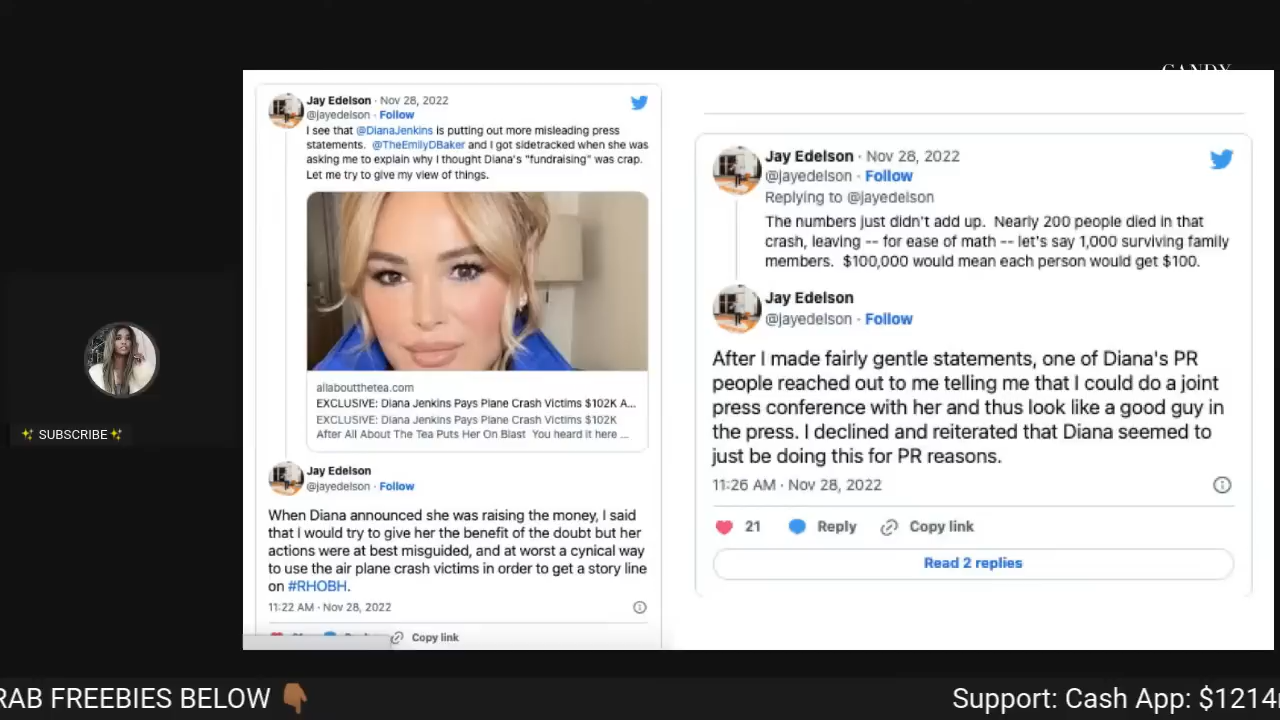 CANDY
Jay Edelson · Nov 28, 2022
@jayedelson · Follow
I see that @DianaJenkins is putting out more misleading press
statements. @TheEmilyDBaker and I got sidetracked when she was
asking me to explain why I thought Diana's "fundraising" was crap.
Let me try to give my view of things.
allaboutthetea.com
EXCLUSIVE: Diana Jenkins Pays Plane Crash Victims $102K A...
EXCLUSIVE: Diana Jenkins Pays Plane Crash Victims $102K
After All About The Tea Puts Her On Blast You heard it here ...
Jay Edelson
@jayedelson · Follow
When Diana announced she was raising the money, I said
that I would try to give her the benefit of the doubt but her
actions were at best misguided, and at worst a cynical way
to use the air plane crash victims in order to get a story line
on #RHOBH.
11:22 AM · Nov 28, 2022
Copy link
Jay Edelson · Nov 28, 2022
@jayedelson · Follow
Replying to @jayedelson
The numbers just didn't add up. Nearly 200 people died in that
crash, leaving -- for ease of math -- let's say 1,000 surviving family
members. $100,000 would mean each person would get $100.
Jay Edelson
@jayedelson · Follow
After I made fairly gentle statements, one of Diana's PR
people reached out to me telling me that I could do a joint
press conference with her and thus look like a good guy in
the press. I declined and reiterated that Diana seemed to
just be doing this for PR reasons.
11:26 AM · Nov 28, 2022
21 Reply Copy link
Read 2 replies
✨ SUBSCRIBE ✨
RAB FREEBIES BELOW 👇🏾
Support: Cash App: $1214